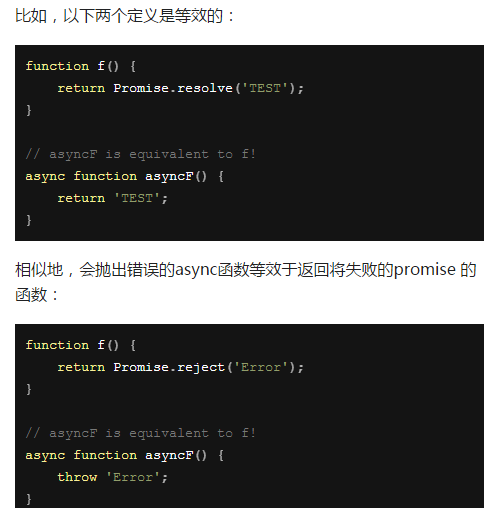 比如，以下两个定义是等效的：
function f() {
    return Promise.resolve('TEST');
}
// asyncF is equivalent to f!
async function asyncF() {
    return 'TEST';
}
相似地，会抛出错误的async函数等效于返回将失败的promise 的
函数：
function f() {
    return Promise.reject('Error');
}
// asyncF is equivalent to f!
async function asyncF() {
    throw 'Error';
}